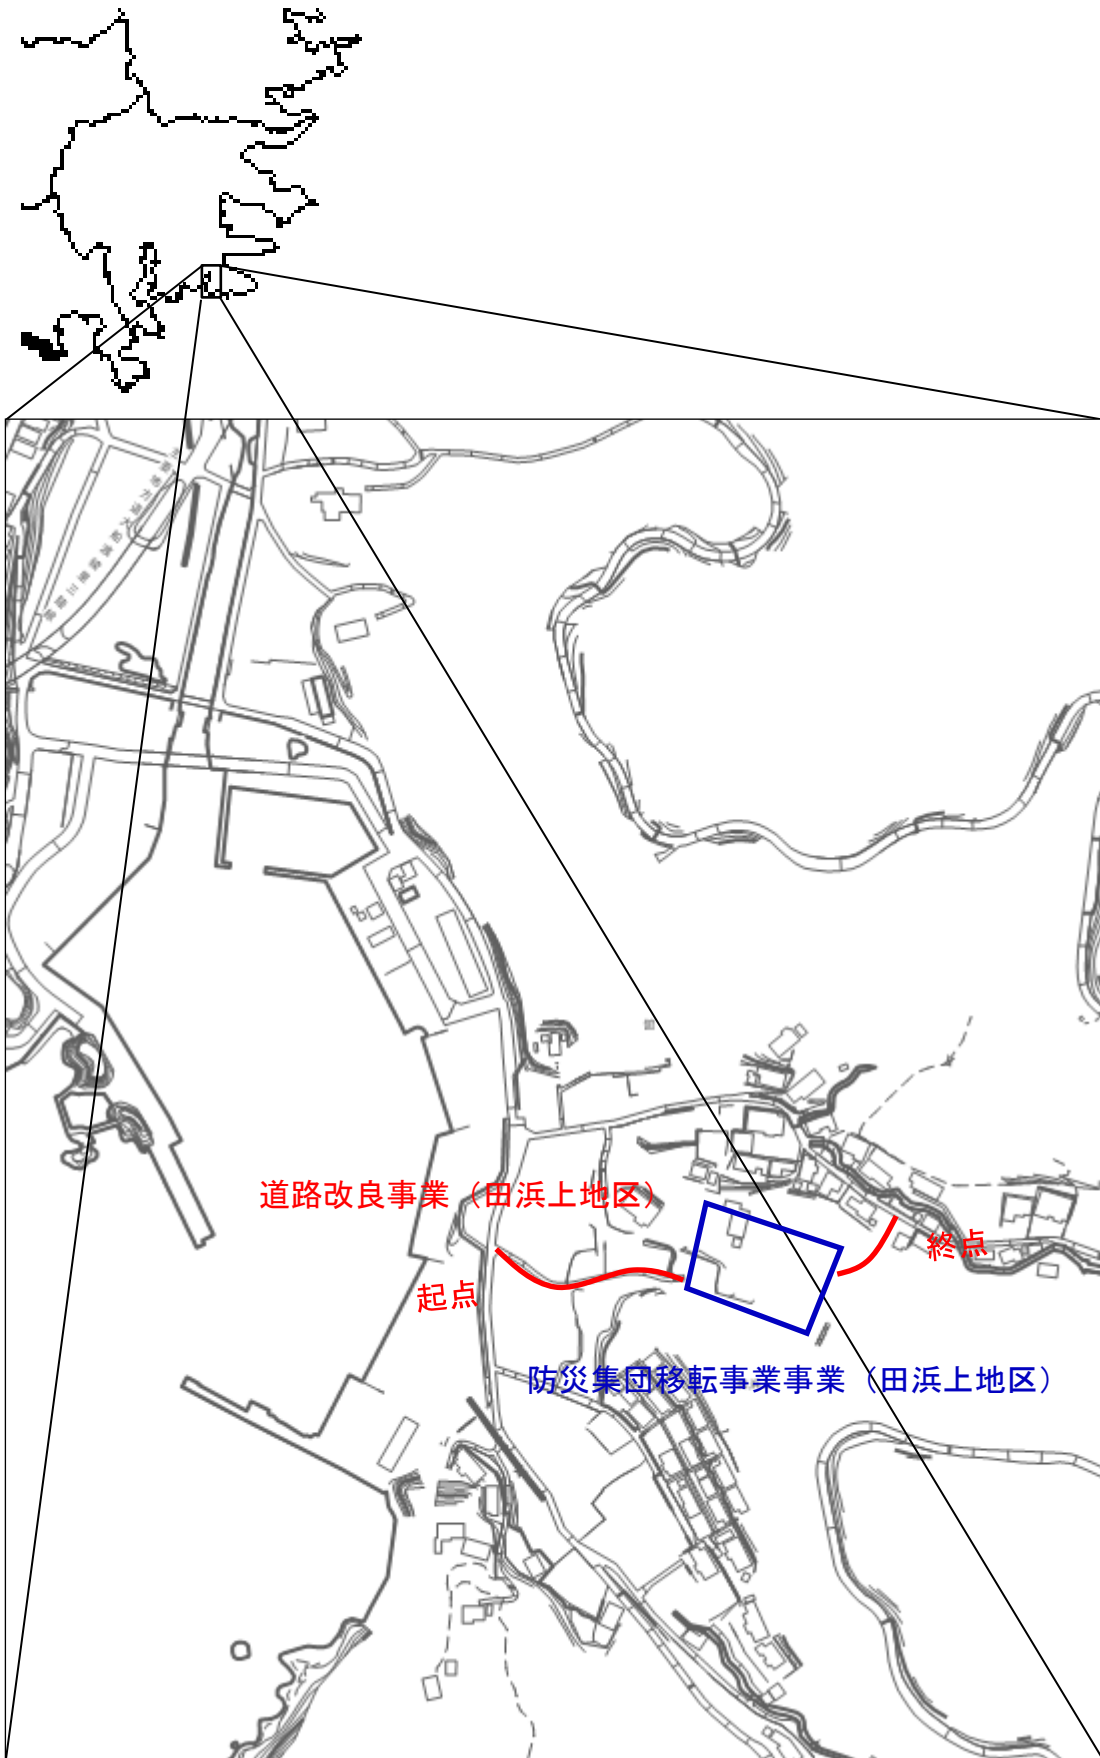 道路改良事業（田浜上地区）
終点
起点
防災集団移転事業事業（田浜上地区）